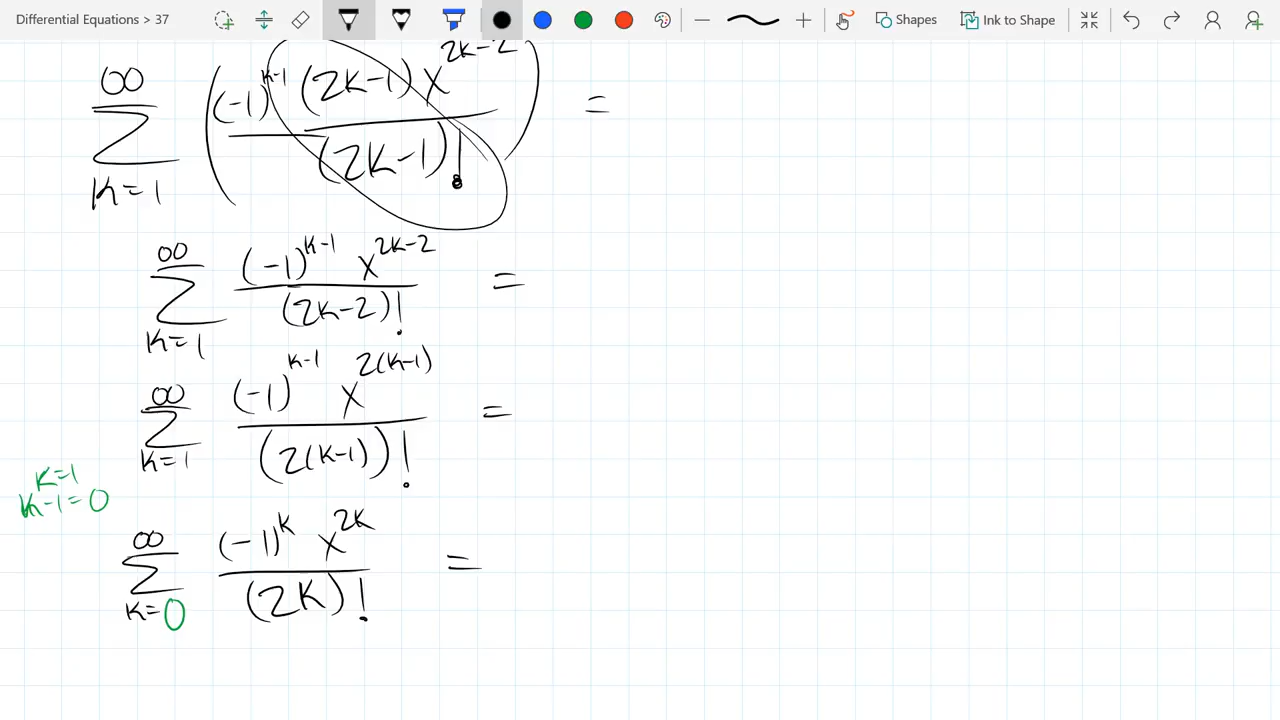 Differential Equations > 37
Shapes
Ink to Shape
∞ Σ K=1 ( (-1)^{k-1} (2K-1) x^{2k-2} / (2K-1)! ) =
∞ Σ K=1 (-1)^{k-1} x^{2k-2} / (2K-2)! =
∞ Σ K=1 (-1)^{k-1} x^{2(k-1)} / (2(k-1))! =
K=1
K-1=0
∞ Σ K=0 (-1)^k x^{2k} / (2K)! =